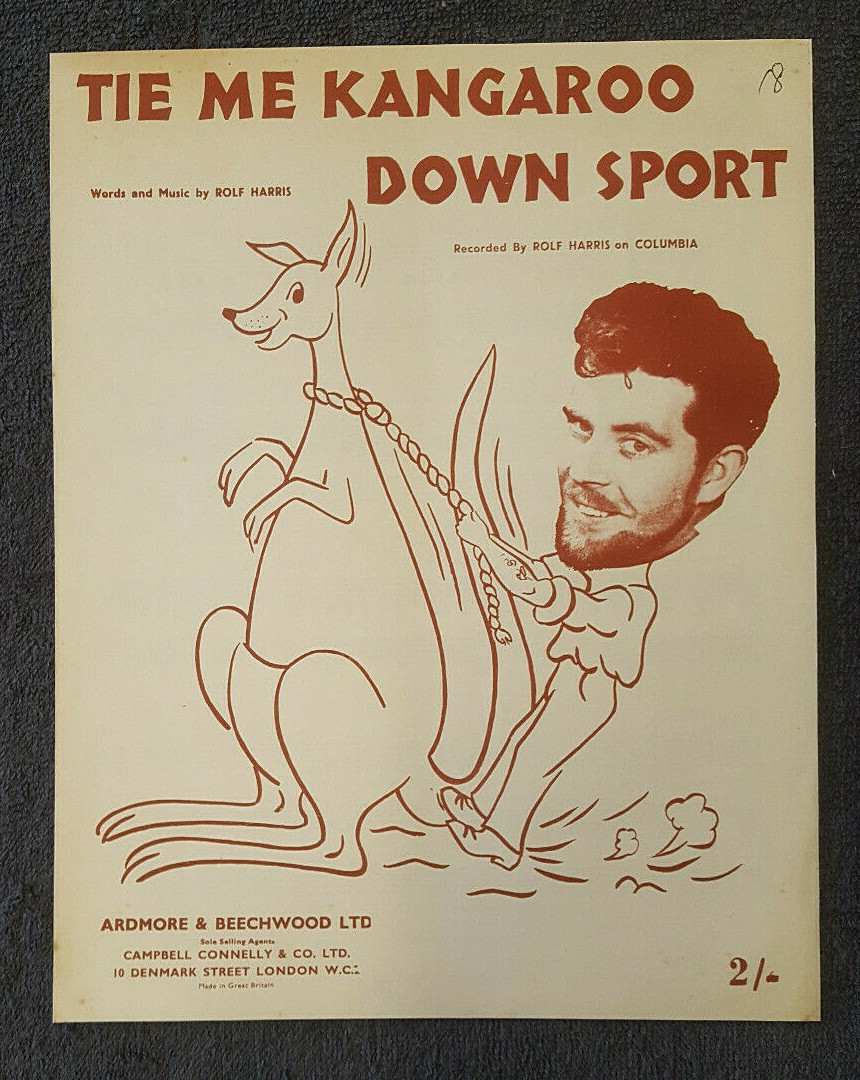 TIE ME KANGAROO
DOWN SPORT
Words and Music by ROLF HARRIS
Recorded By ROLF HARRIS on COLUMBIA
ARDMORE & BEECHWOOD LTD
Sole Selling Agents
CAMPBELL CONNELLY & CO. LTD.
10 DENMARK STREET LONDON W.C.2
Made in Great Britain
2/-